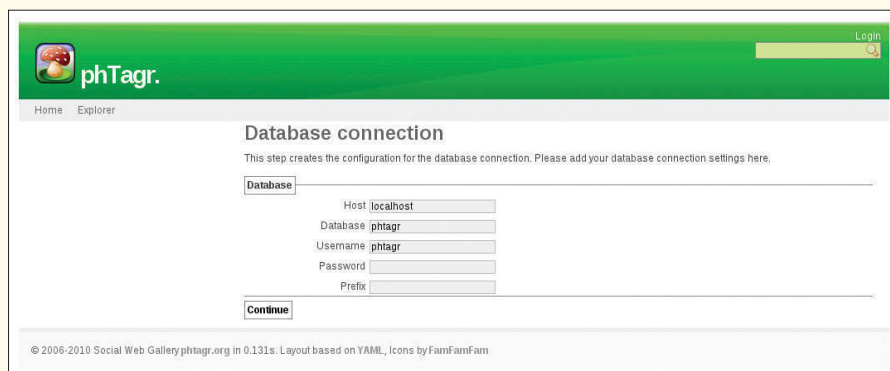 Login
phTagr.
Home Explorer
Database connection
This step creates the configuration for the database connection. Please add your database connection settings here.
Database
Host localhost
Database phtagr
Username phtagr
Password
Prefix
Continue
© 2006-2010 Social Web Gallery phtagr.org in 0.131s. Layout based on YAML, Icons by FamFamFam